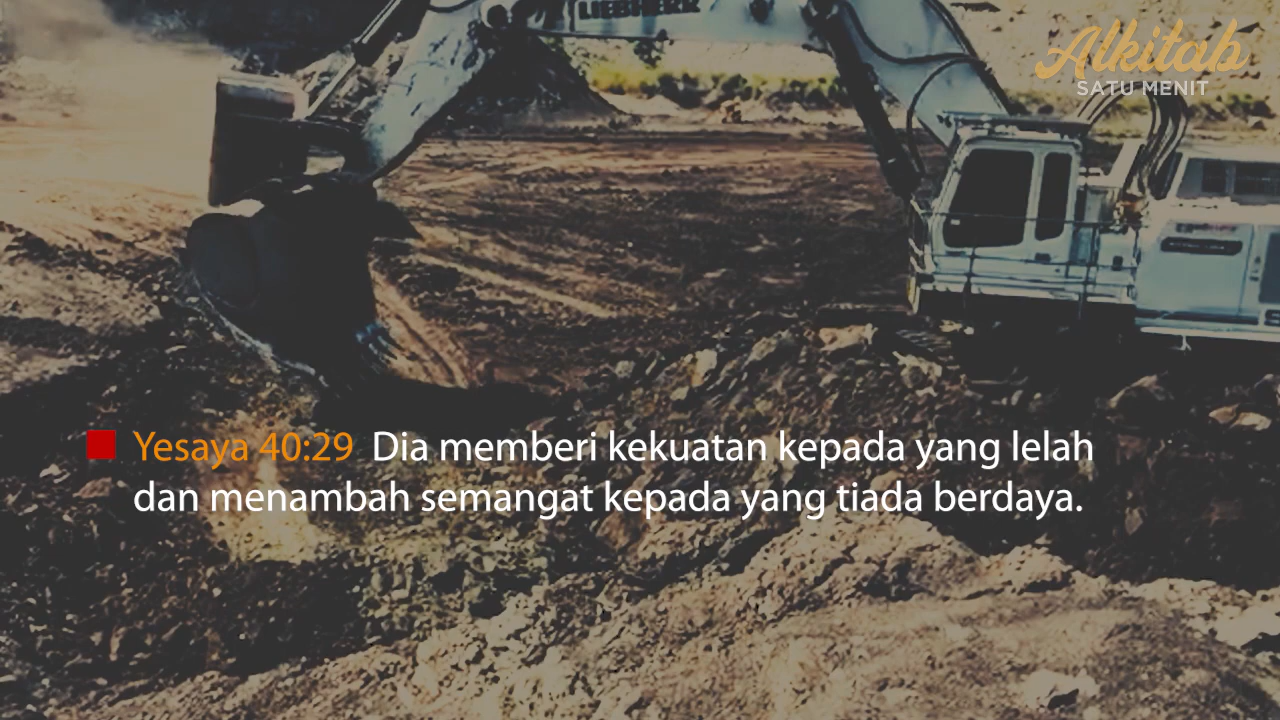 LIEBHERR
Alkitab
SATU MENIT
Yesaya 40:29 Dia memberi kekuatan kepada yang lelah
dan menambah semangat kepada yang tiada berdaya.